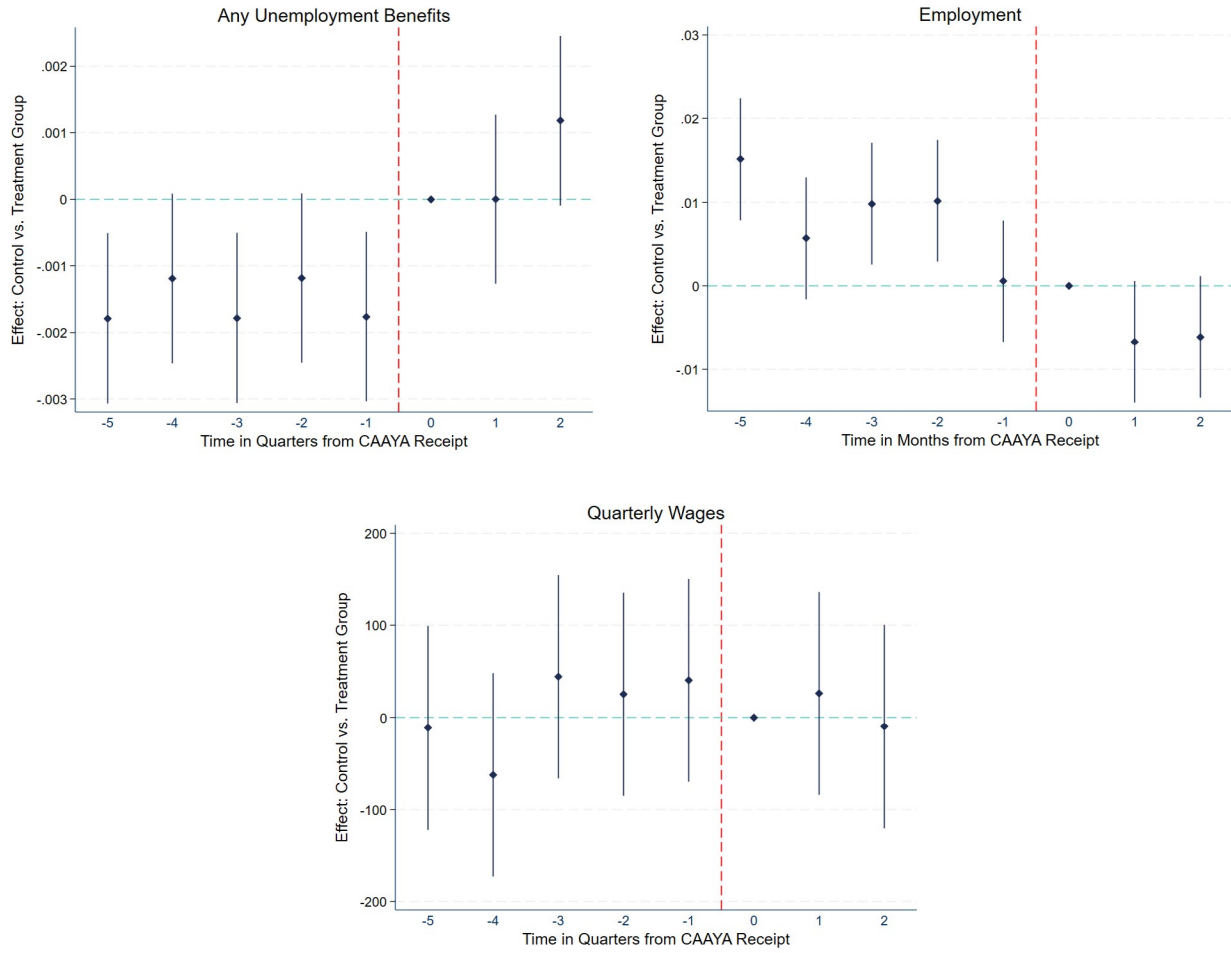 Any Unemployment Benefits
Effect: Control vs. Treatment Group
.002
.001
0
-.001
-.002
-.003
-5 -4 -3 -2 -1 0 1 2
Time in Quarters from CAAYA Receipt
Employment
Effect: Control vs. Treatment Group
.03
.02
.01
0
-.01
-5 -4 -3 -2 -1 0 1 2
Time in Months from CAAYA Receipt
Quarterly Wages
Effect: Control vs. Treatment Group
200
100
0
-100
-200
-5 -4 -3 -2 -1 0 1 2
Time in Quarters from CAAYA Receipt